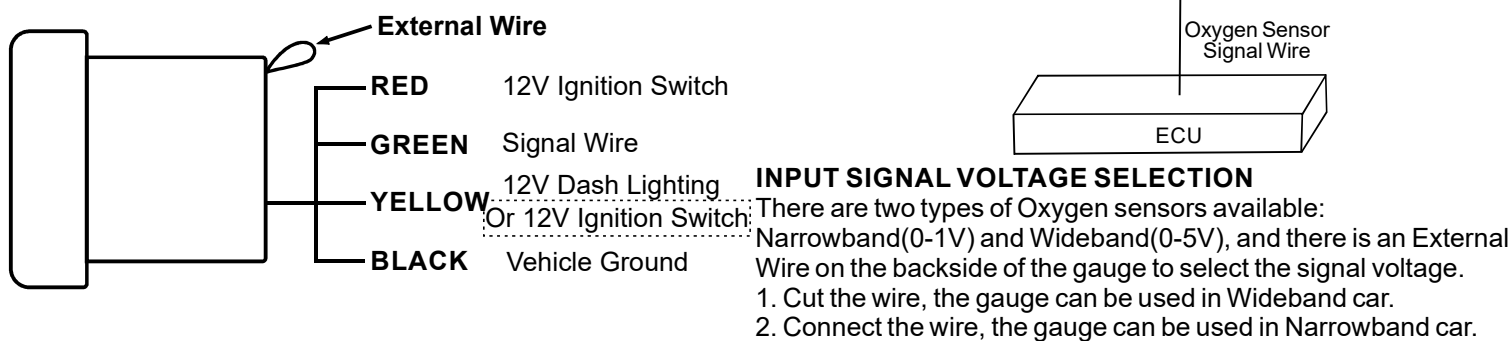 External Wire
RED 12V Ignition Switch
GREEN Signal Wire
YELLOW 12V Dash Lighting
Or 12V Ignition Switch
BLACK Vehicle Ground
Oxygen Sensor
Signal Wire
ECU
INPUT SIGNAL VOLTAGE SELECTION
There are two types of Oxygen sensors available:
Narrowband(0-1V) and Wideband(0-5V), and there is an External
Wire on the backside of the gauge to select the signal voltage.
1. Cut the wire, the gauge can be used in Wideband car.
2. Connect the wire, the gauge can be used in Narrowband car.